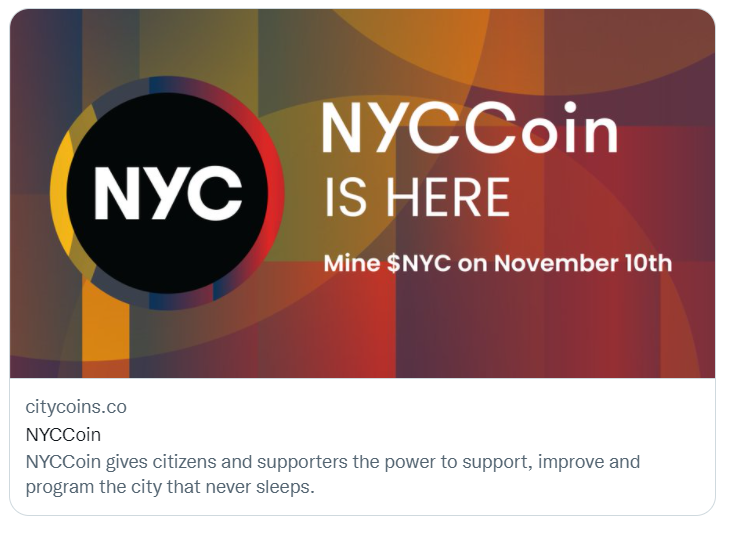 NYC
NYCCoin
IS HERE
Mine $NYC on November 10th
citycoins.co
NYCCoin
NYCCoin gives citizens and supporters the power to support, improve and
program the city that never sleeps.